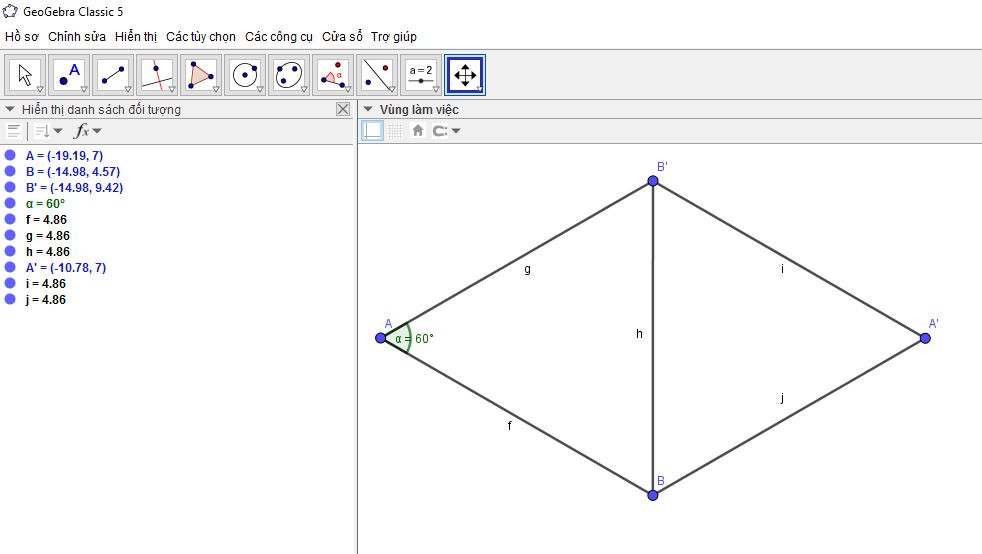 GeoGebra Classic 5
Hồ sơ Chỉnh sửa Hiển thị Các tùy chọn Các công cụ Cửa sổ Trợ giúp
A α a = 2
Hiển thị danh sách đối tượng
Vùng làm việc
fx
A = (-19.19, 7)
B = (-14.98, 4.57)
B' = (-14.98, 9.42)
α = 60°
f = 4.86
g = 4.86
h = 4.86
A' = (-10.78, 7)
i = 4.86
j = 4.86
B'
g
i
A
A'
α = 60°
h
j
f
B